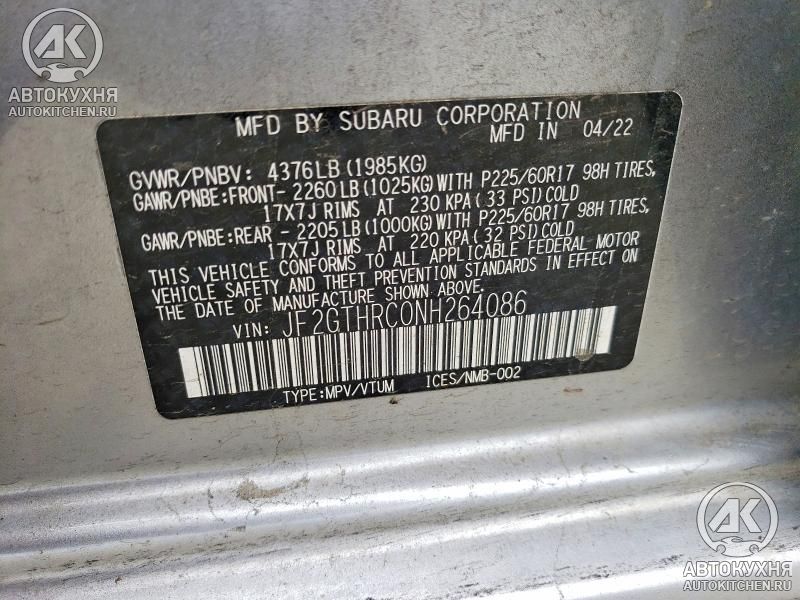 АК
АВТОКУХНЯ
AUTOKITCHEN.RU
MFD BY SUBARU CORPORATION
MFD IN 04/22
GVWR/PNBV: 4376LB (1985KG)
GAWR/PNBE:FRONT- 2260LB (1025KG) WITH P225/60R17 98H TIRES,
17X7J RIMS AT 230 KPA ( 33 PSI) COLD
GAWR/PNBE:REAR - 2205LB (1000KG) WITH P225/60R17 98H TIRES,
17X7J RIMS AT 220 KPA ( 32 PSI) COLD
THIS VEHICLE CONFORMS TO ALL APPLICABLE FEDERAL MOTOR
VEHICLE SAFETY AND THEFT PREVENTION STANDARDS IN EFFECT ON
THE DATE OF MANUFACTURE SHOWN ABOVE.
VIN: JF2GTHRC0NH264086
TYPE:MPV/VTUM ICES/NMB-002
АК
АВТОКУХНЯ
AUTOKITCHEN.RU